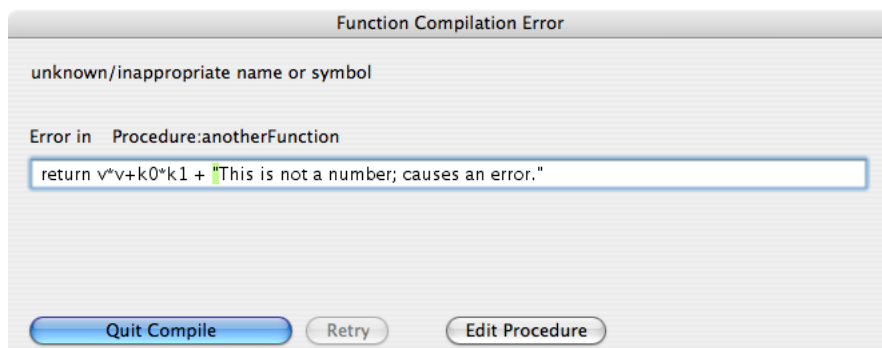 Function Compilation Error
unknown/inappropriate name or symbol
Error in Procedure:anotherFunction
return v*v+k0*k1 + "This is not a number; causes an error."
Quit Compile Retry Edit Procedure